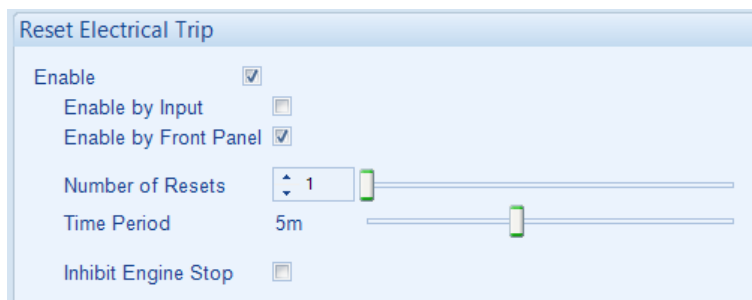 Reset Electrical Trip
Enable
Enable by Input
Enable by Front Panel
Number of Resets 1
Time Period 5m
Inhibit Engine Stop